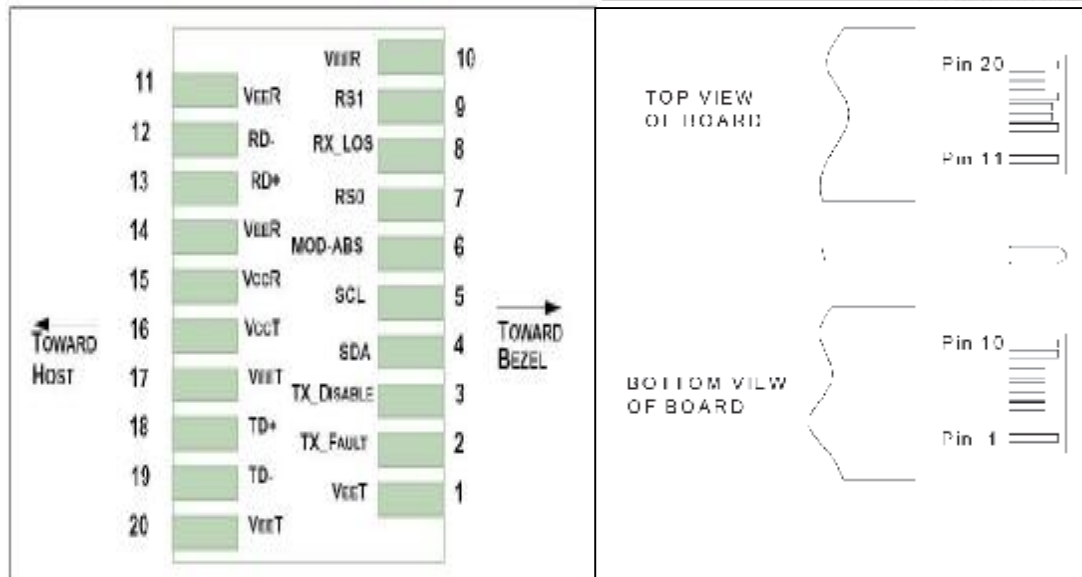 11 VEER
12 RD-
13 RD+
14 VEER
15 VCCR
16 VCCT
17 VEET
18 TD+
19 TD-
20 VEET
VEER 10
RS1 9
RX_LOS 8
RS0 7
MOD-ABS 6
SCL 5
SDA 4
TX_DISABLE 3
TX_FAULT 2
VEET 1
TOWARD
HOST
TOWARD
BEZEL
Pin 20
TOP VIEW
OF BOARD
Pin 11
Pin 10
BOTTOM VIEW
OF BOARD
Pin 1